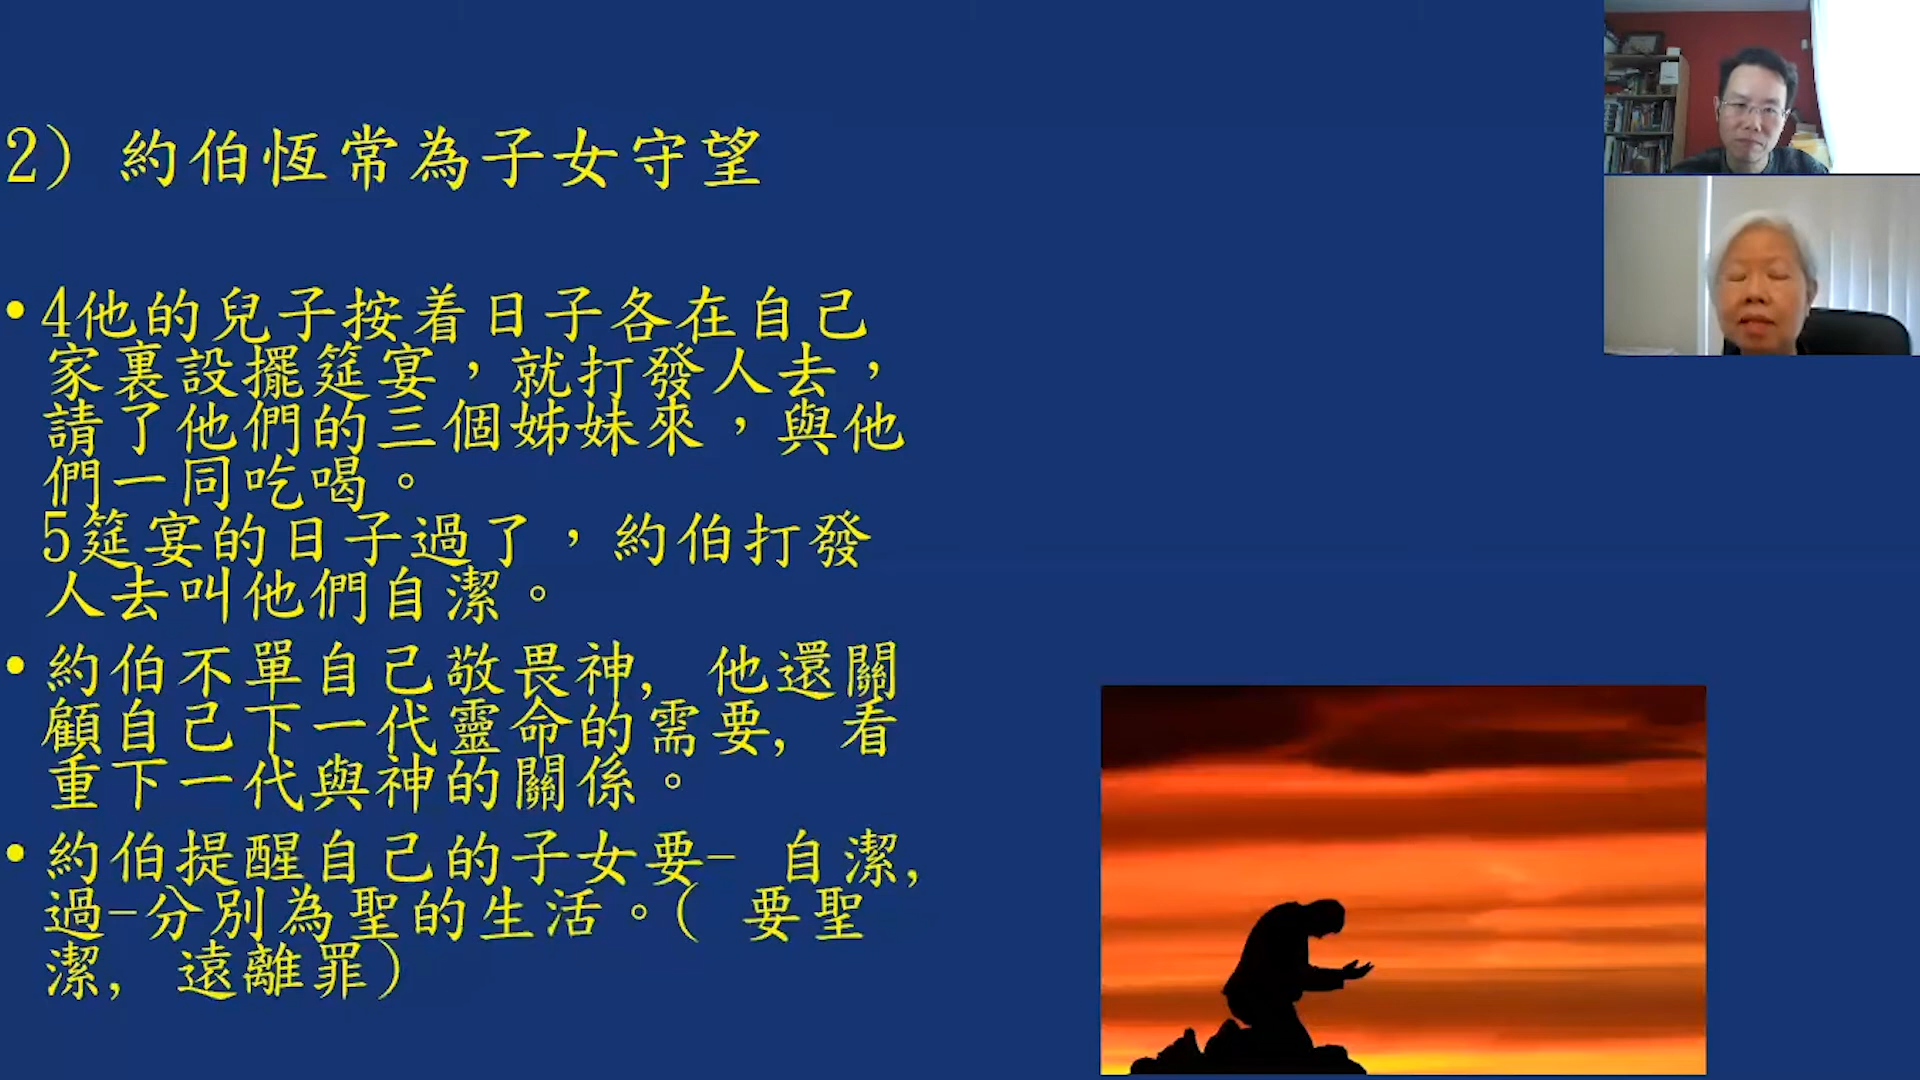 2) 約伯恆常為子女守望
•4他的兒子按着日子各在自己
家裏設擺筵宴，就打發人去，
請了他們的三個姊妹來，與他
們一同吃喝。
5筵宴的日子過了，約伯打發
人去叫他們自潔。
•約伯不單自己敬畏神, 他還關
顧自己下一代靈命的需要, 看
重下一代與神的關係。
•約伯提醒自己的子女要- 自潔,
過-分別為聖的生活。( 要聖
潔, 遠離罪)